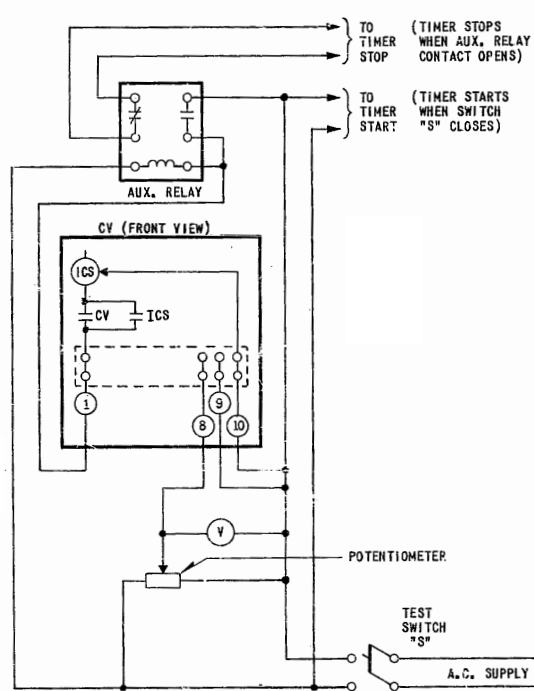 TO (TIMER STOPS
TIMER WHEN AUX. RELAY
STOP CONTACT OPENS)
TO (TIMER STARTS
TIMER WHEN SWITCH
START "S" CLOSES)
AUX. RELAY
CV (FRONT VIEW)
ICS
CV ICS
1
8
9
10
V
POTENTIOMETER
TEST
SWITCH
"S"
A.C. SUPPLY